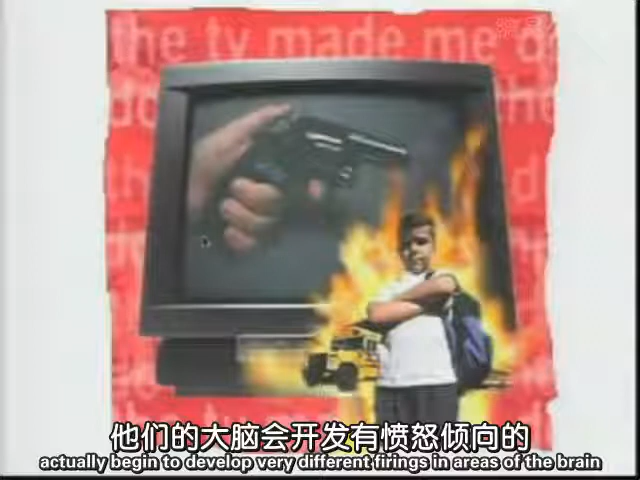 the tv made me d
他们的大脑会开发有愤怒倾向的
actually begin to develop very different firings in areas of the brain